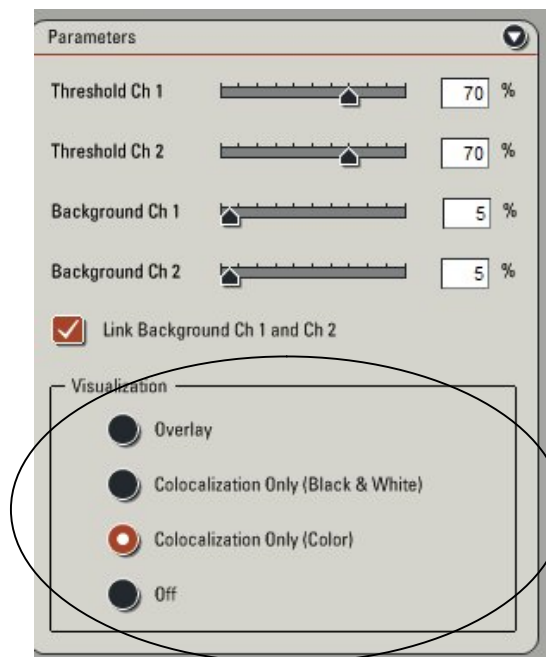 Parameters
Threshold Ch 1 70 %
Threshold Ch 2 70 %
Background Ch 1 5 %
Background Ch 2 5 %
Link Background Ch 1 and Ch 2
Visualization
Overlay
Colocalization Only (Black & White)
Colocalization Only (Color)
Off